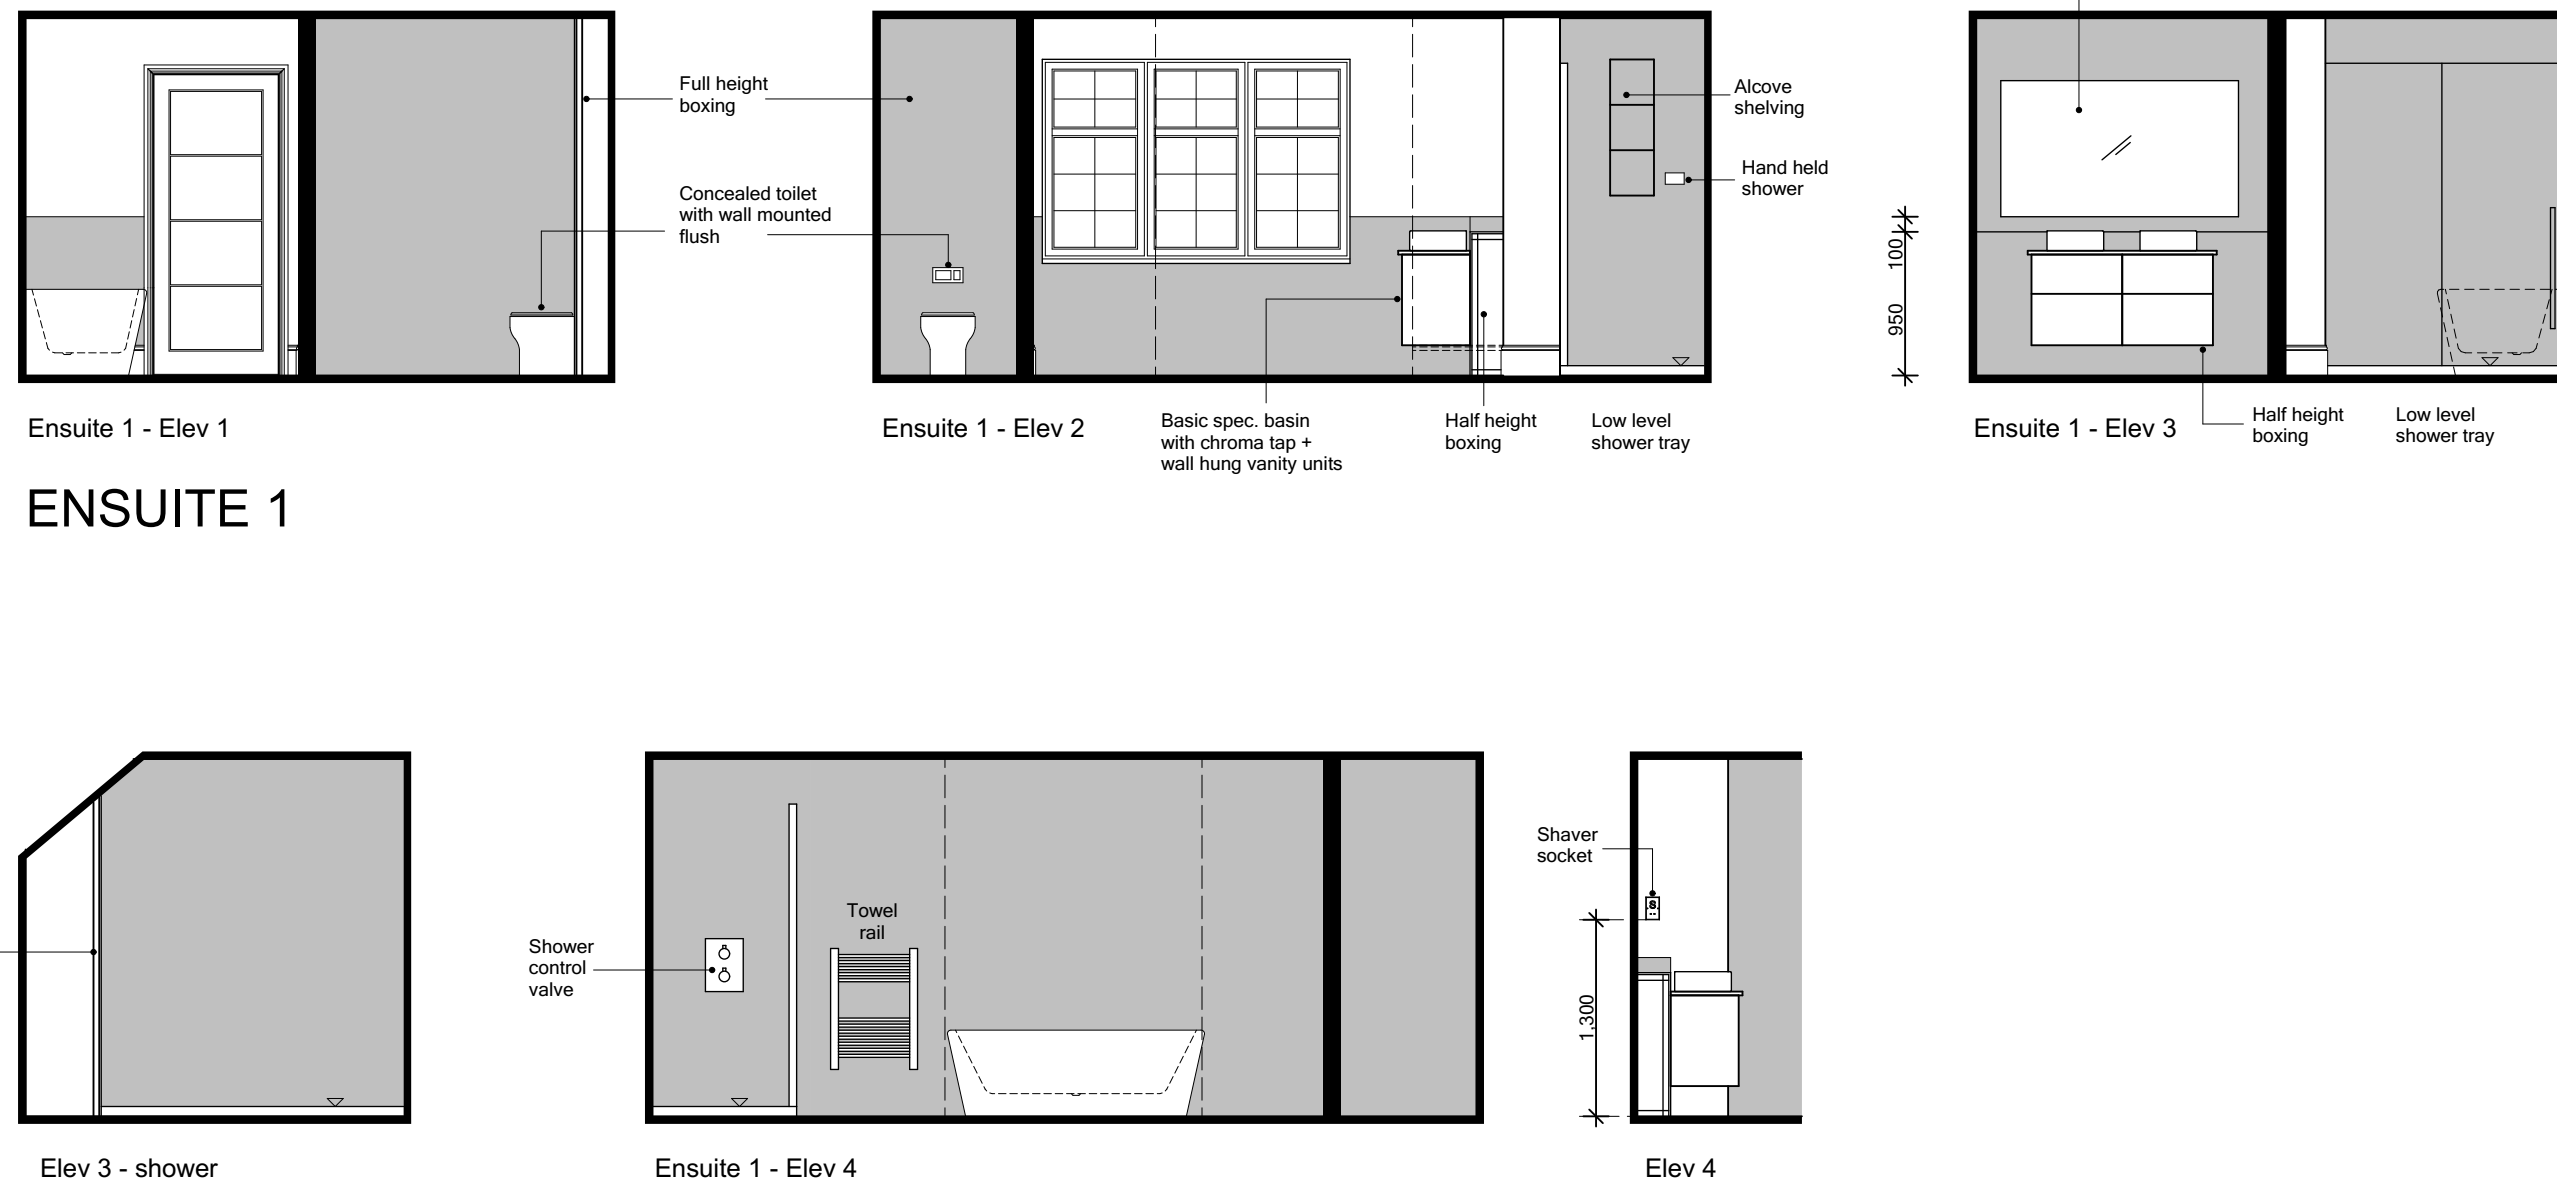 Full height
boxing
Concealed toilet
with wall mounted
flush
Alcove
shelving
Hand held
shower
100
950
Ensuite 1 - Elev 1
Ensuite 1 - Elev 2
Basic spec. basin
with chroma tap +
wall hung vanity units
Half height
boxing
Low level
shower tray
Ensuite 1 - Elev 3
Half height
boxing
Low level
shower tray
ENSUITE 1
Shower
control
valve
Towel
rail
Shaver
socket
S
1,300
Elev 3 - shower
Ensuite 1 - Elev 4
Elev 4